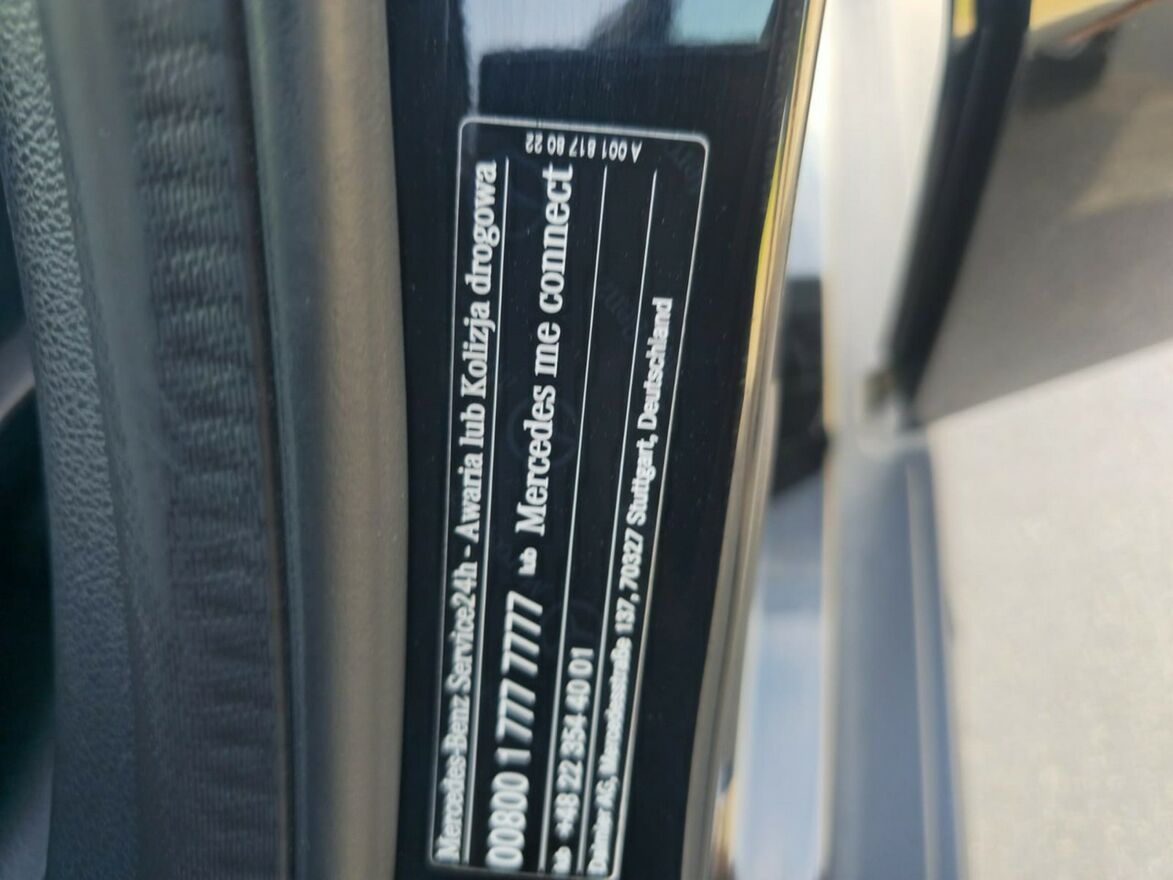 Mercedes-Benz Service24h - Awaria lub Kolizja drogowa
00800 1 777 7777 lub Mercedes me connect
lub +48 22 354 40 01
Daimler AG, Mercedesstraße 137, 70327 Stuttgart, Deutschland
A 001 817 80 22